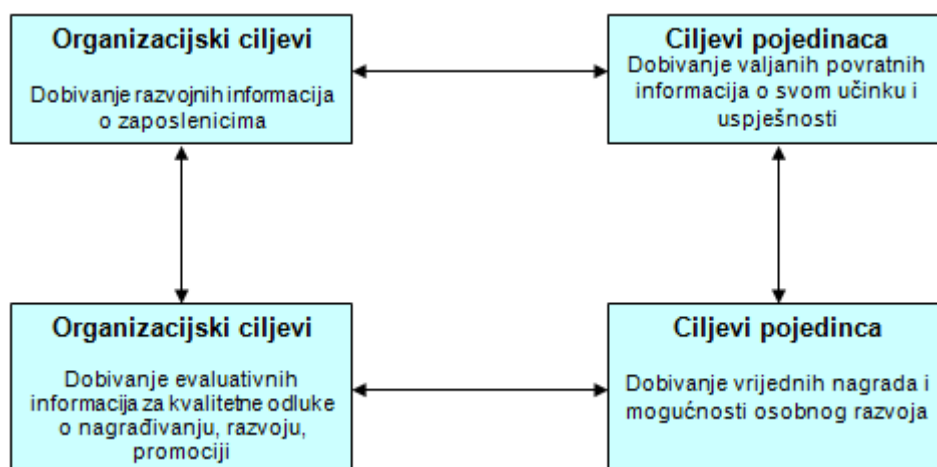 Organizacijski ciljevi
Dobivanje razvojnih informacija
o zaposlenicima
Ciljevi pojedinaca
Dobivanje valjanih povratnih
informacija o svom učinku i
uspješnosti
Organizacijski ciljevi
Dobivanje evaluativnih
informacija za kvalitetne odluke
o nagrađivanju, razvoju,
promociji
Ciljevi pojedinca
Dobivanje vrijednih nagrada i
mogućnosti osobnog razvoja